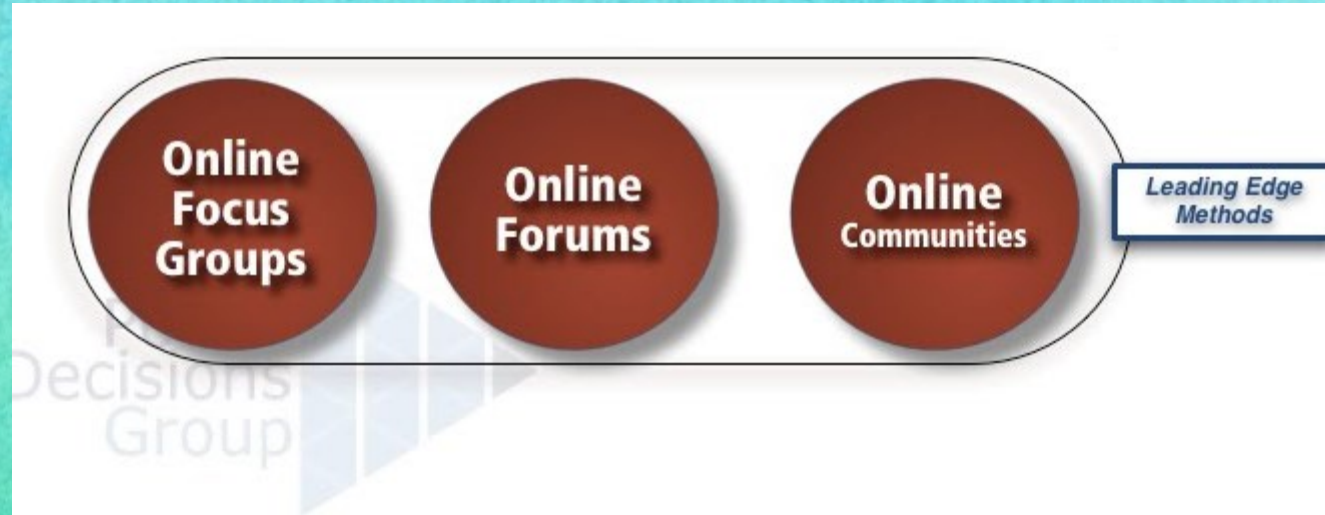 Online
Focus
Groups
Online
Forums
Online
Communities
Leading Edge
Methods
Decisions
Group